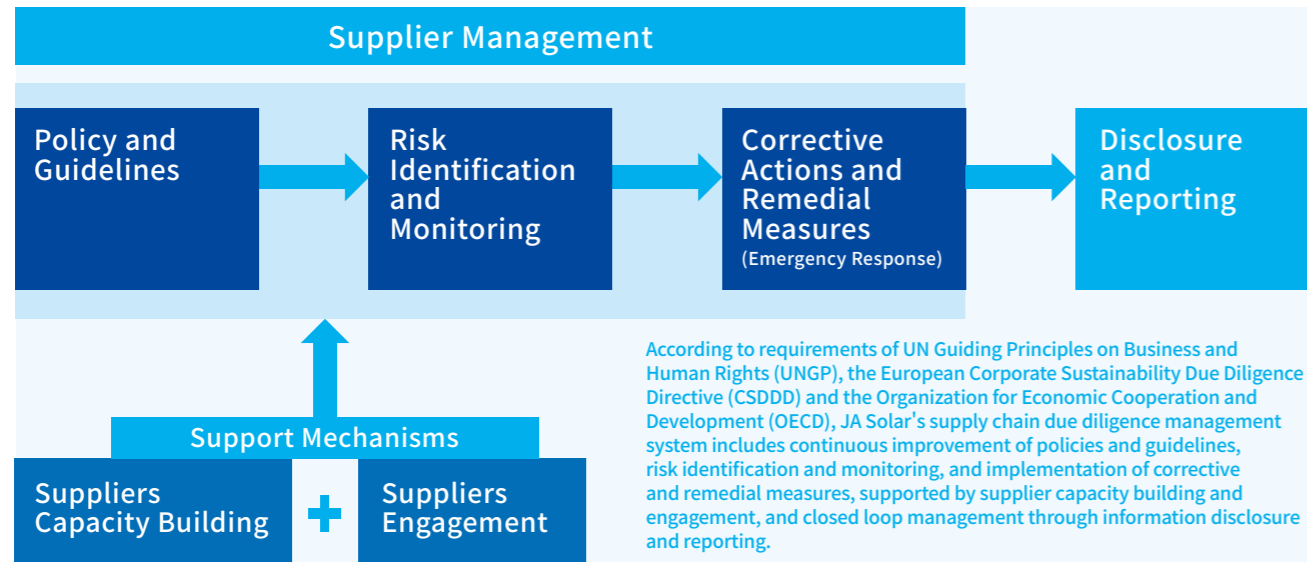 Supplier Management
Policy and
Guidelines
Risk
Identification
and
Monitoring
Corrective
Actions and
Remedial
Measures
(Emergency Response)
Disclosure
and
Reporting
Support Mechanisms
Suppliers
Capacity Building
+
Suppliers
Engagement
According to requirements of UN Guiding Principles on Business and
Human Rights (UNGP), the European Corporate Sustainability Due Diligence
Directive (CSDDD) and the Organization for Economic Cooperation and
Development (OECD), JA Solar's supply chain due diligence management
system includes continuous improvement of policies and guidelines,
risk identification and monitoring, and implementation of corrective
and remedial measures, supported by supplier capacity building and
engagement, and closed loop management through information disclosure
and reporting.